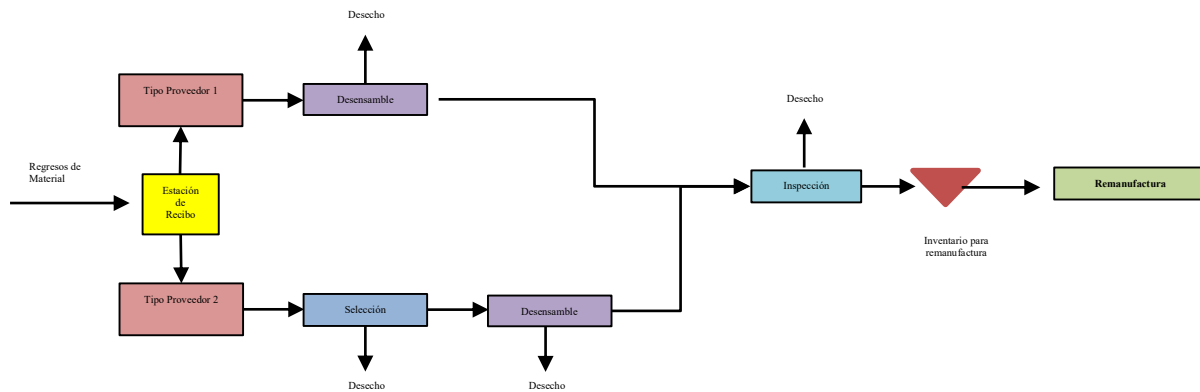 Desecho
Tipo Proveedor 1
Desensamble
Desecho
Regresos de
Material
Estación
de
Recibo
Inspección
Remanufactura
Inventario para
remanufactura
Tipo Proveedor 2
Selección
Desensamble
Desecho
Desecho